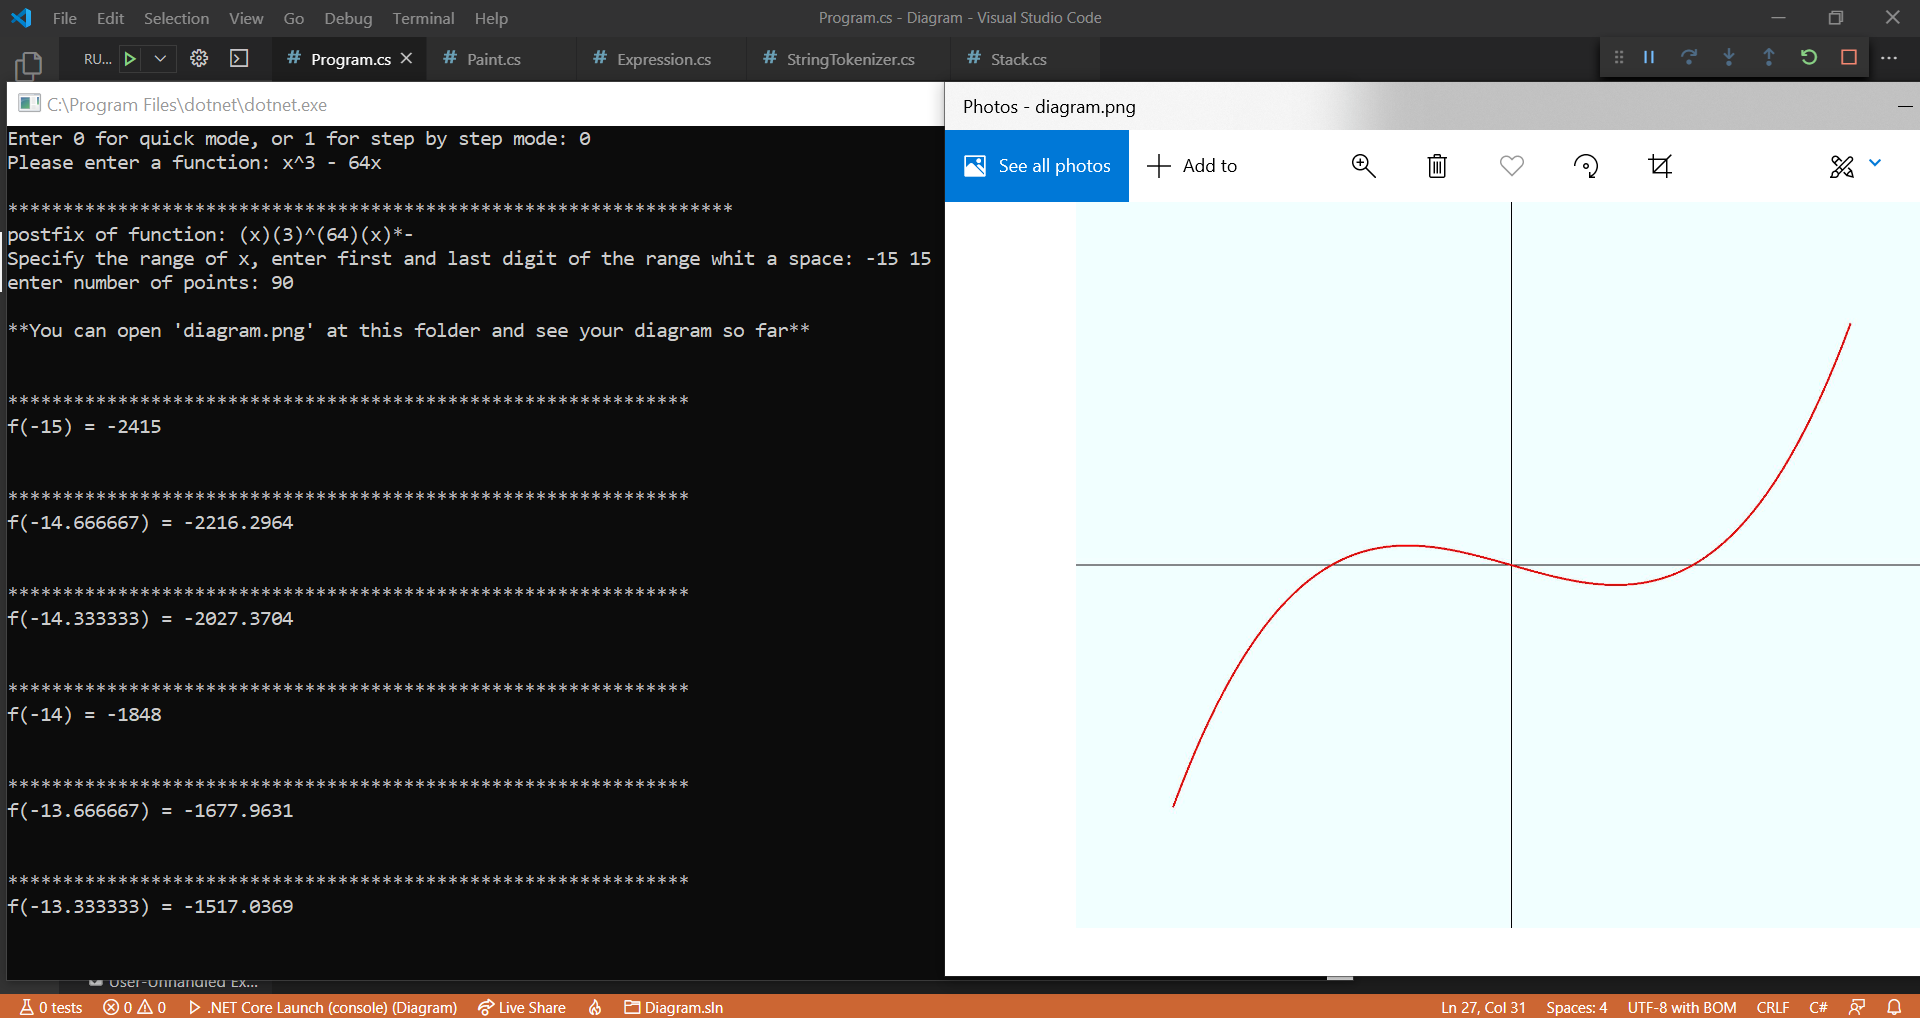 File Edit Selection View Go Debug Terminal Help
Program.cs - Diagram - Visual Studio Code
RU...
# Program.cs
# Paint.cs
# Expression.cs
# StringTokenizer.cs
# Stack.cs
C:\Program Files\dotnet\dotnet.exe
Enter 0 for quick mode, or 1 for step by step mode: 0
Please enter a function: x^3 - 64x
******************************************************************
postfix of function: (x)(3)^(64)(x)*-
Specify the range of x, enter first and last digit of the range whit a space: -15 15
enter number of points: 90
**You can open 'diagram.png' at this folder and see your diagram so far**
**************************************************************
f(-15) = -2415
**************************************************************
f(-14.666667) = -2216.2964
**************************************************************
f(-14.333333) = -2027.3704
**************************************************************
f(-14) = -1848
**************************************************************
f(-13.666667) = -1677.9631
**************************************************************
f(-13.333333) = -1517.0369
Photos - diagram.png
See all photos
Add to
User-Unhandled Ex...
0 tests
0
0
.NET Core Launch (console) (Diagram)
Live Share
Diagram.sln
Ln 27, Col 31
Spaces: 4
UTF-8 with BOM
CRLF
C#